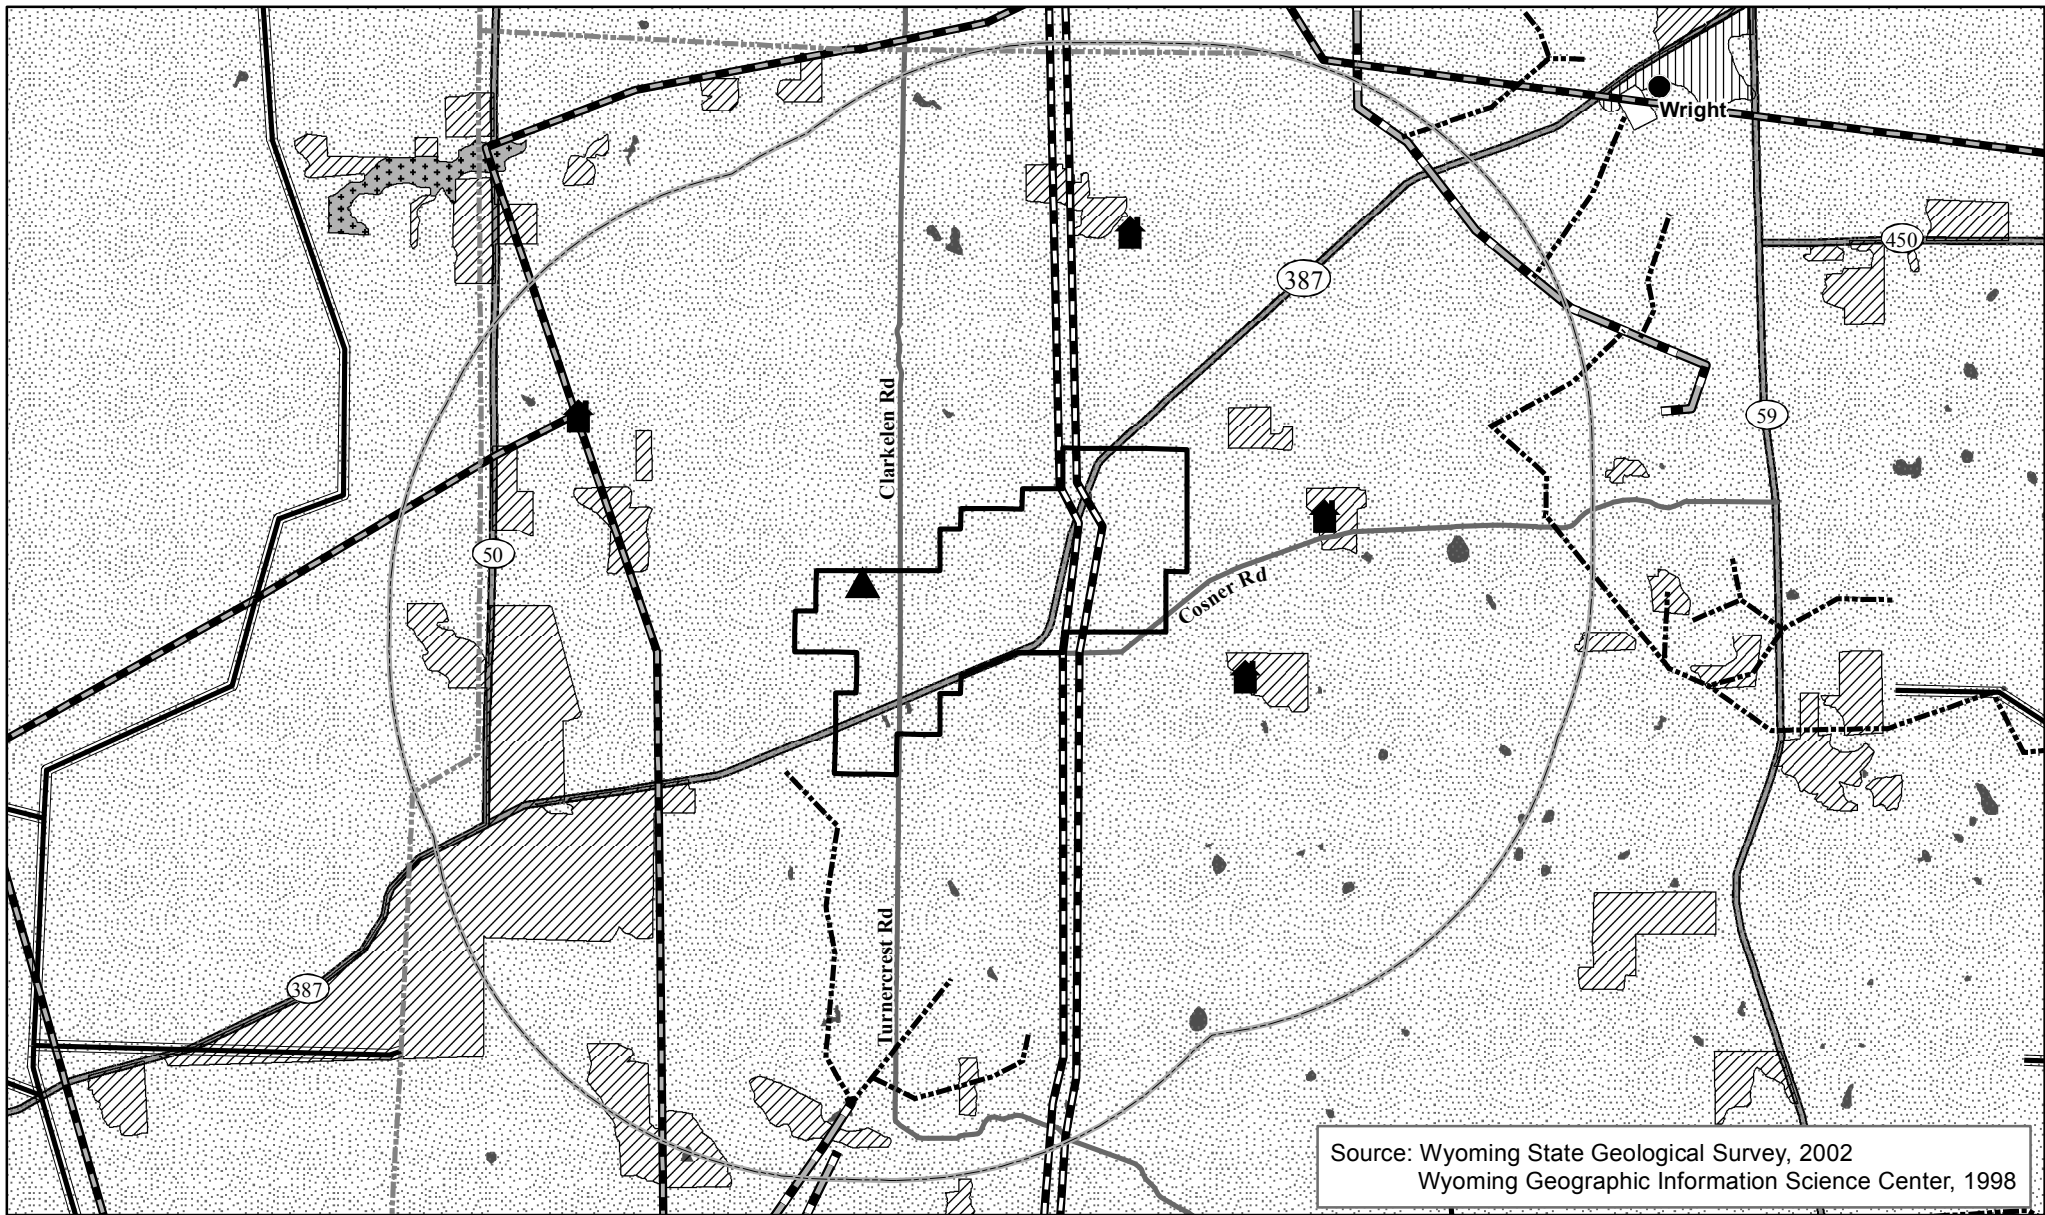 Wright
450
387
Clarkelen Rd
59
50
Cosner Rd
Turnercrest Rd
387
Source: Wyoming State Geological Survey, 2002
Wyoming Geographic Information Science Center, 1998